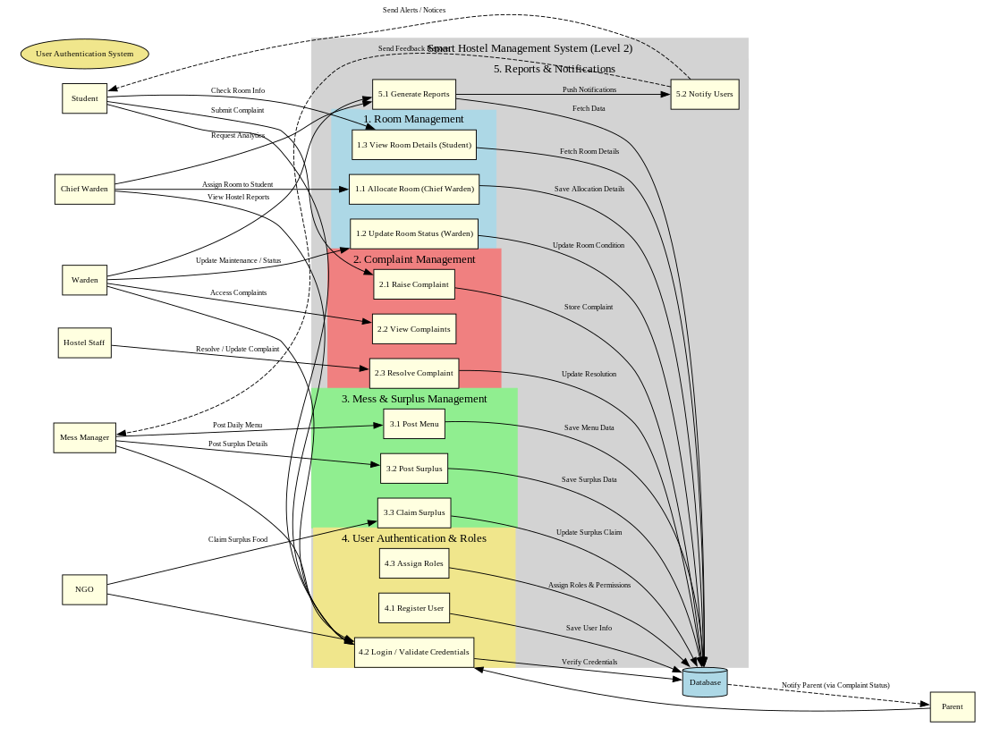 Send Alerts / Notices
Smart Hostel Management System (Level 2)
Send Feedback
User Authentication System
5. Reports & Notifications
Student
Check Room Info
5.1 Generate Reports
Push Notifications
5.2 Notify Users
Submit Complaint
Fetch Data
1. Room Management
Request Analytics
1.3 View Room Details (Student)
Fetch Room Details
Chief Warden
Assign Room to Student
1.1 Allocate Room (Chief Warden)
Save Allocation Details
View Hostel Reports
1.2 Update Room Status (Warden)
Update Room Condition
Update Maintenance / Status
2. Complaint Management
Warden
2.1 Raise Complaint
Access Complaints
Store Complaint
2.2 View Complaints
Hostel Staff
Resolve / Update Complaint
2.3 Resolve Complaint
Update Resolution
3. Mess & Surplus Management
Post Daily Menu
3.1 Post Menu
Save Menu Data
Mess Manager
Post Surplus Details
3.2 Post Surplus
Save Surplus Data
3.3 Claim Surplus
Update Surplus Claim
Claim Surplus Food
4. User Authentication & Roles
4.3 Assign Roles
Assign Roles & Permissions
NGO
4.1 Register User
Save User Info
4.2 Login / Validate Credentials
Verify Credentials
Database
Notify Parent (via Complaint Status)
Parent